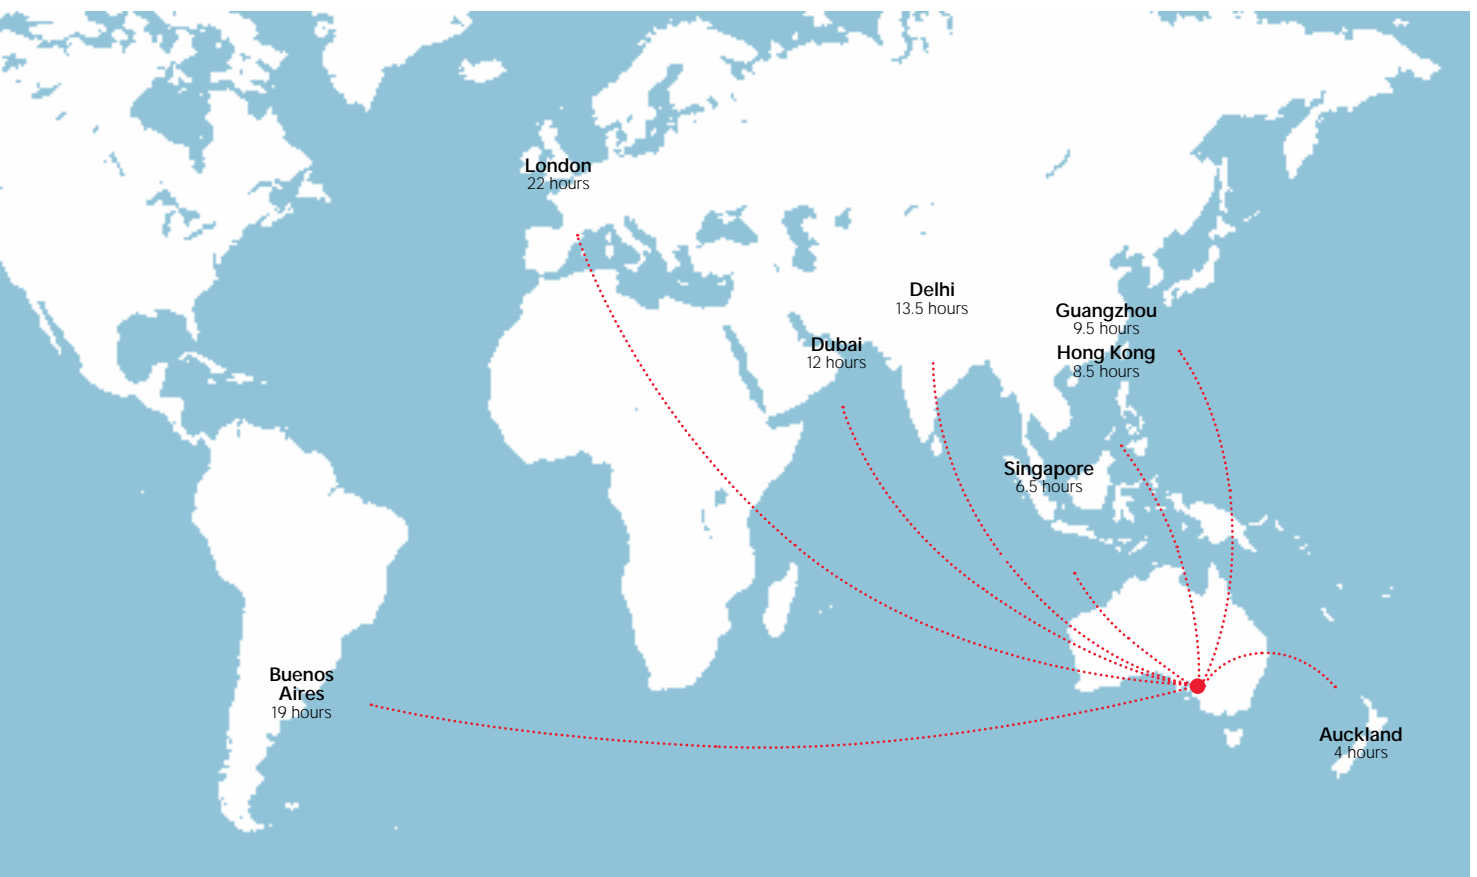 London
22 hours
Delhi
13.5 hours
Guangzhou
9.5 hours
Dubai
12 hours
Hong Kong
8.5 hours
Singapore
6.5 hours
Buenos
Aires
19 hours
Auckland
4 hours